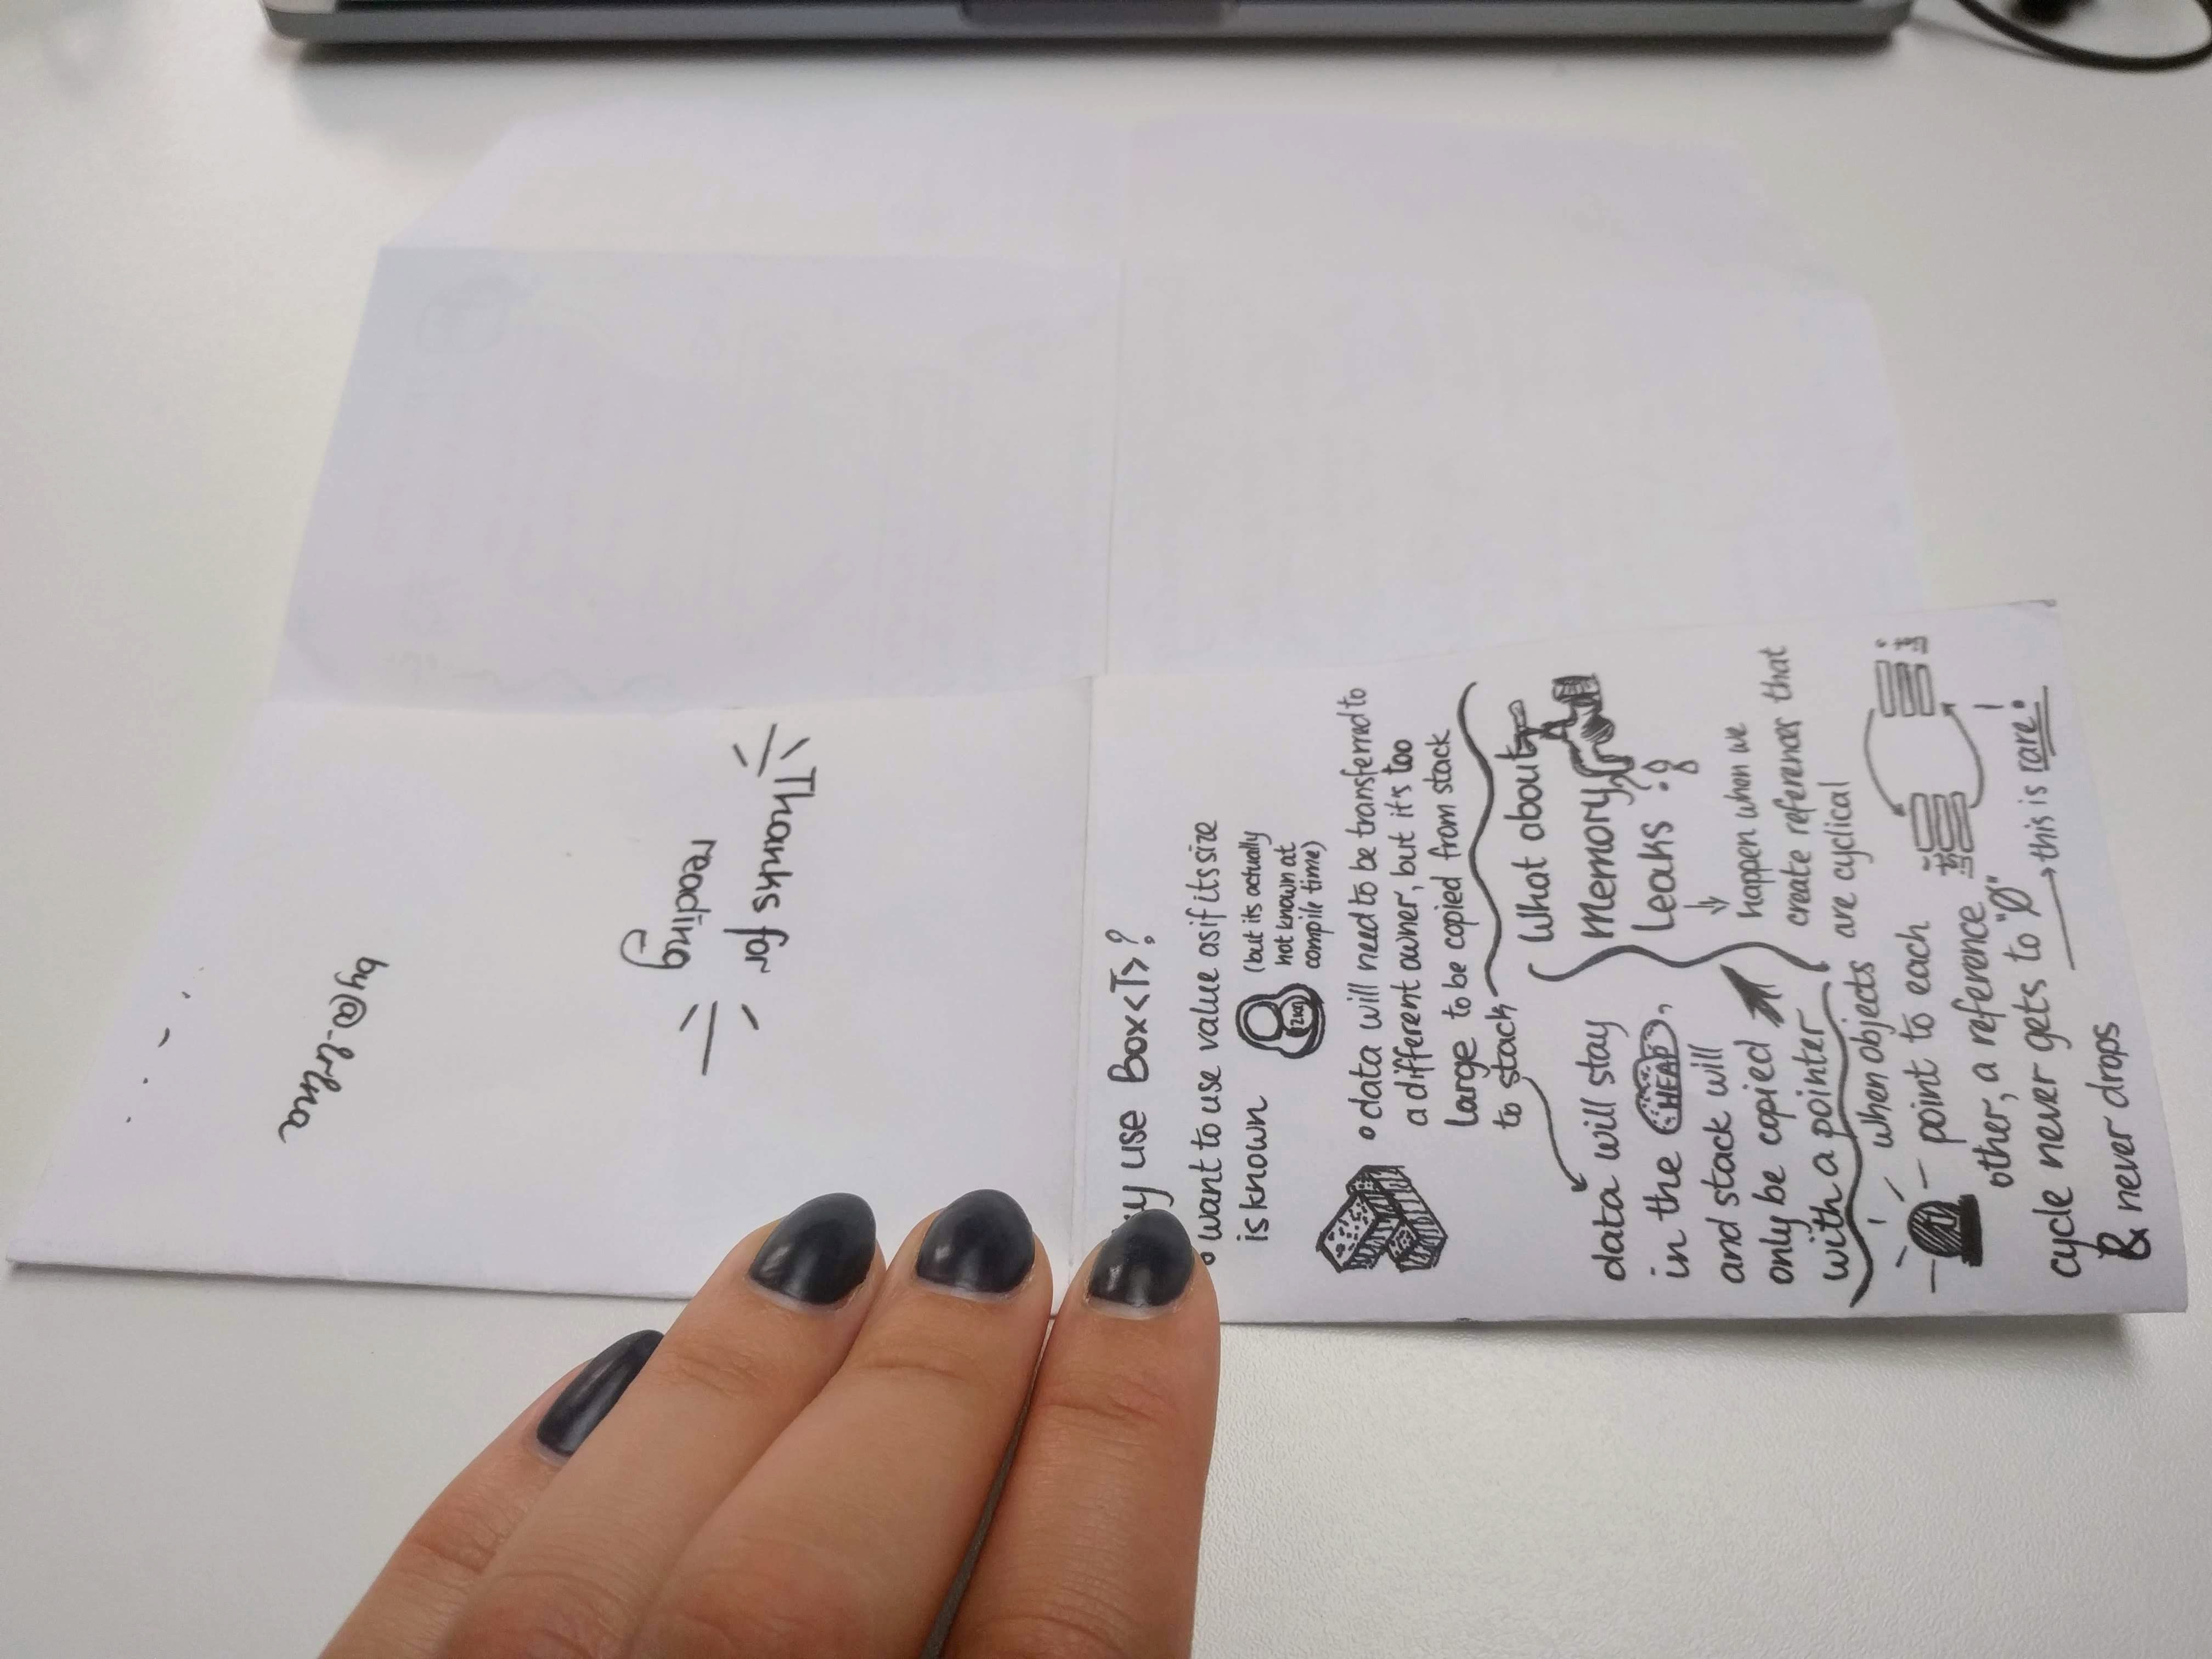 Thanks for
reading
by @_lrlna
use Box<T>?
want to use value as if its size
is known
(but its actually
not known at
compile time)
2KG
data will need to be transferred to
a different owner, but it's too
large to be copied from stack
to stack
data will stay
in the HEAP,
and stack will
only be copied
with a pointer
What about
memory
leaks?
happen when we
create references that
are cyclical
when objects
point to each
other, a reference
cycle never gets to "0"
& never drops
this is rare!